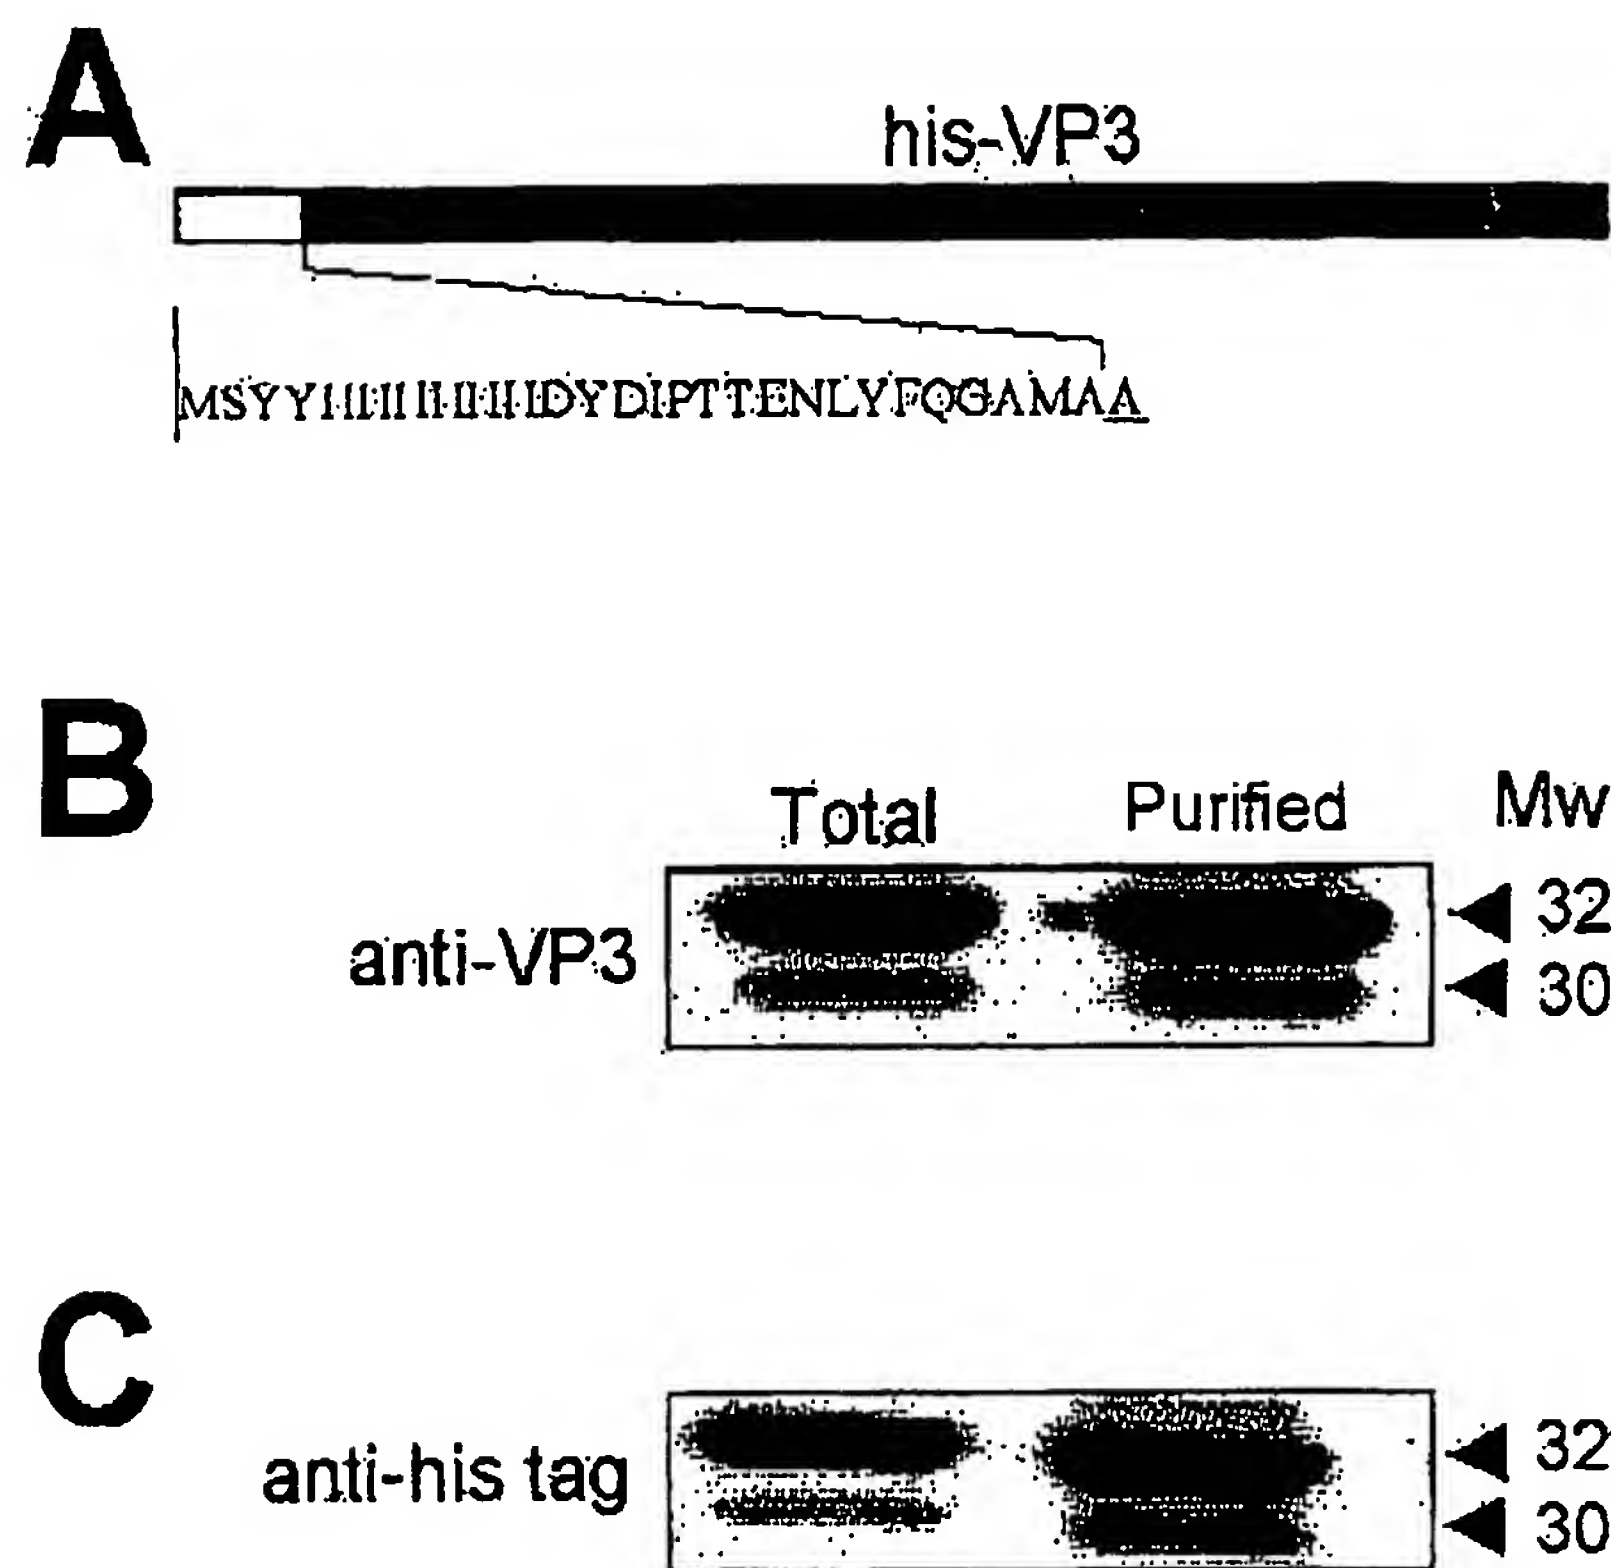 A
his-VP3
MSYYHHHHHHDYDIPTTENLYFQGAMAA
B
Total Purified Mw
anti-VP3
32
30
C
anti-his tag
32
30